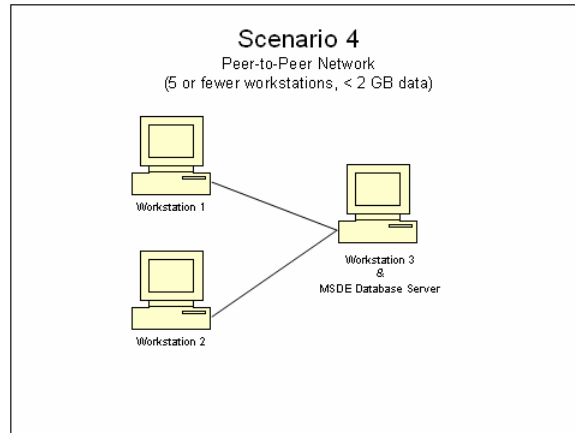 Scenario 4
Peer-to-Peer Network
(5 or fewer workstations, < 2 GB data)
Workstation 1
Workstation 3
&
MSDE Database Server
Workstation 2